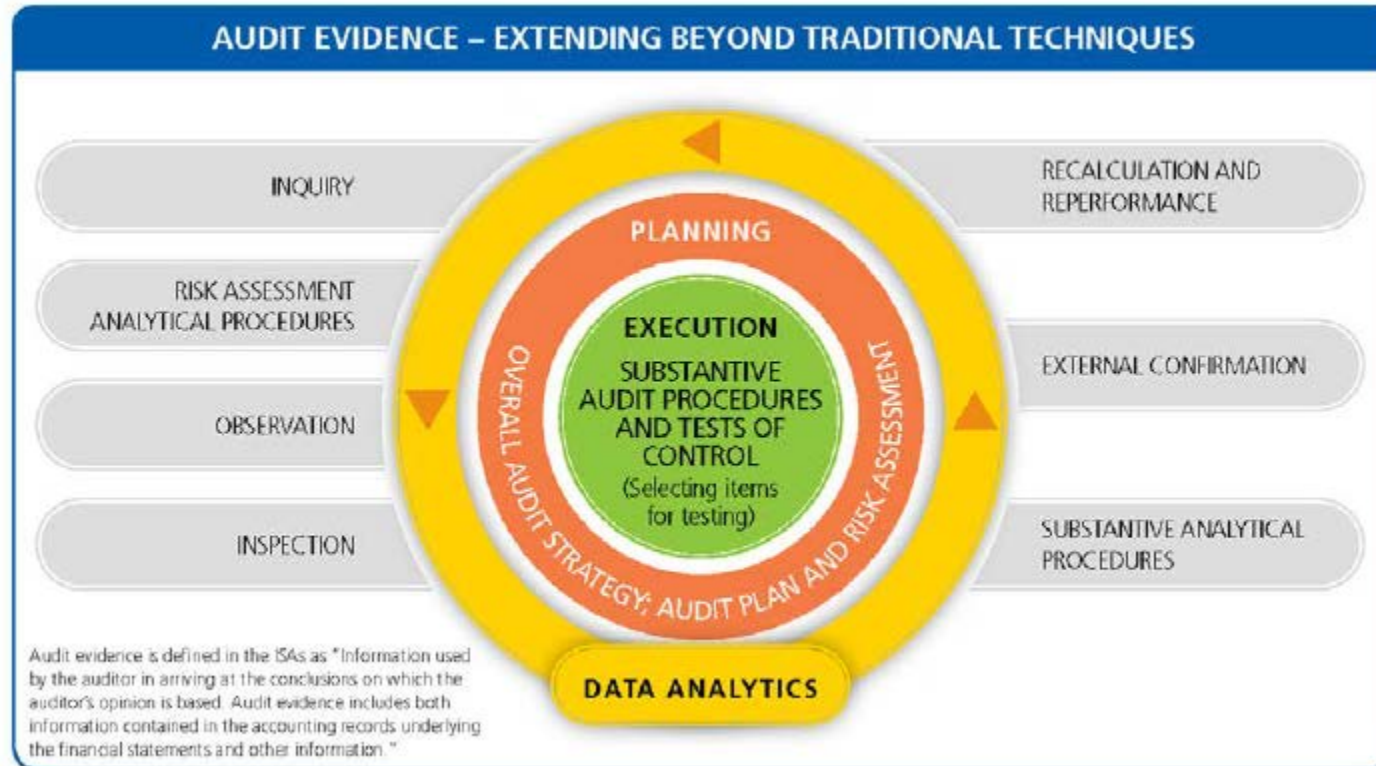 AUDIT EVIDENCE – EXTENDING BEYOND TRADITIONAL TECHNIQUES
INQUIRY
RISK ASSESSMENT
ANALYTICAL PROCEDURES
OBSERVATION
INSPECTION
PLANNING
OVERALL AUDIT STRATEGY; AUDIT PLAN AND RISK ASSESSMENT
EXECUTION
SUBSTANTIVE
AUDIT PROCEDURES
AND TESTS OF
CONTROL
(Selecting items
for testing)
DATA ANALYTICS
RECALCULATION AND
REPERFORMANCE
EXTERNAL CONFIRMATION
SUBSTANTIVE ANALYTICAL
PROCEDURES
Audit evidence is defined in the ISAs as "Information used
by the auditor in arriving at the conclusions on which the
auditor's opinion is based. Audit evidence includes both
information contained in the accounting records underlying
the financial statements and other information."